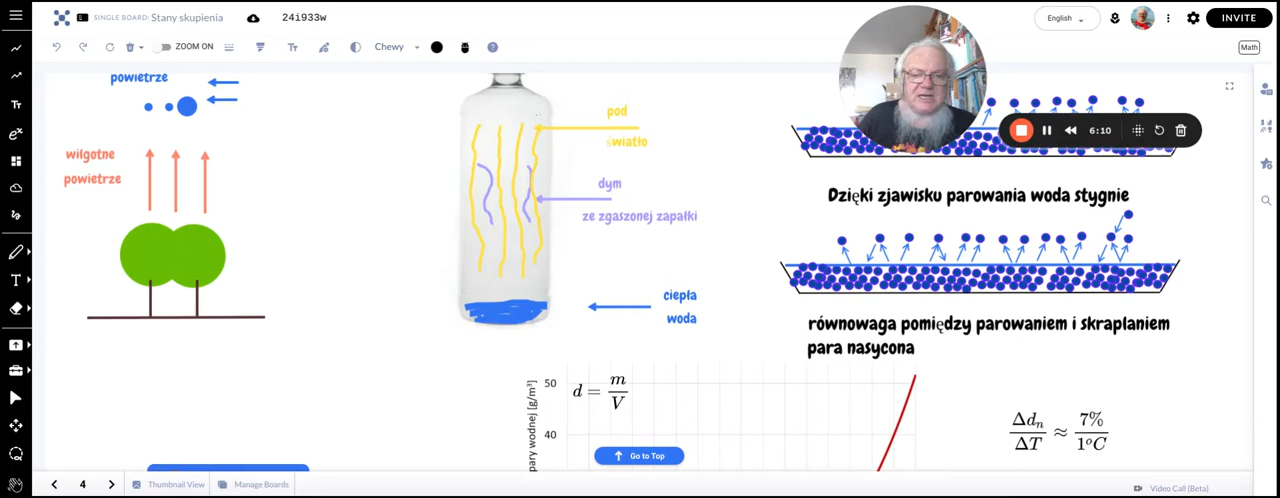 SINGLE BOARD: Stany skupienia
24i933w
English
INVITE
ZOOM ON
Tт
Chewy
Math
6:10
powietrze
wilgotne
powietrze
pod
światło
dym
ze zgaszonej zapałki
ciepła
woda
Dzięki zjawisku parowania woda stygnie
równowaga pomiędzy parowaniem i skraplaniem
para nasycona
pary wodnej [g/m³]
50
40
d = m/V
Δdₙ/ΔT ≈ 7%/1°C
Go to Top
4
Thumbnail View
Manage Boards
Video Call (Beta)